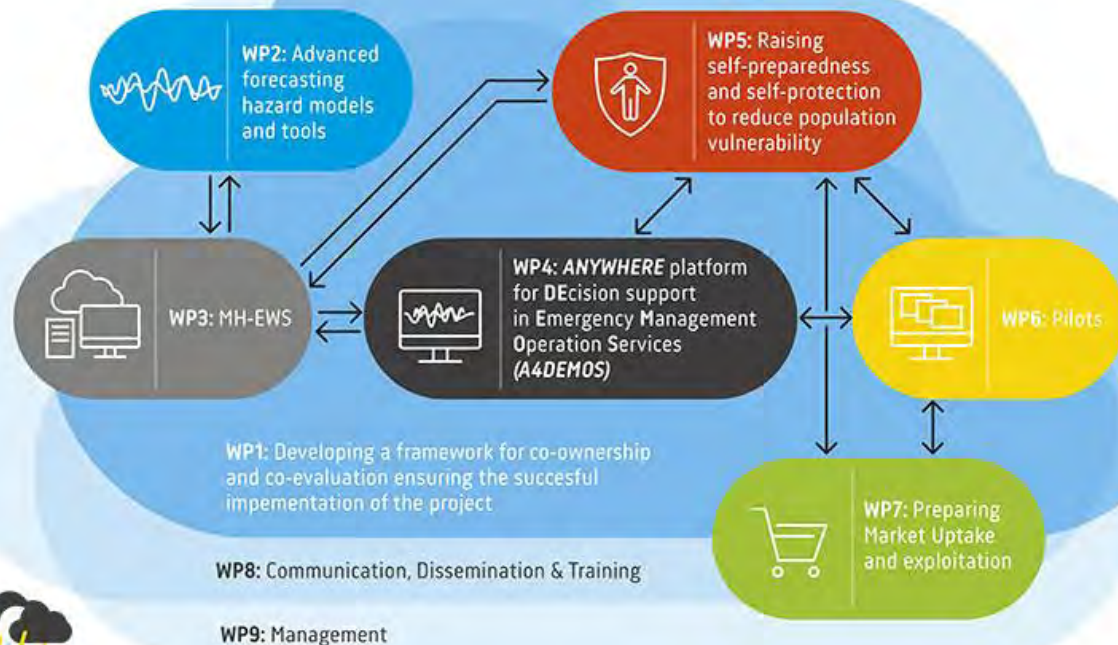 WP2: Advanced
forecasting
hazard models
and tools
WP5: Raising
self-preparedness
and self-protection
to reduce population
vulnerability
WP3: MH-EWS
WP4: ANYWHERE platform
for DEcision support
in Emergency Management
Operation Services
(A4DEMOS)
WP6: Pilots
WP1: Developing a framework for co-ownership
and co-evaluation ensuring the succesful
impementation of the project
WP7: Preparing
Market Uptake
and exploitation
WP8: Communication, Dissemination & Training
WP9: Management